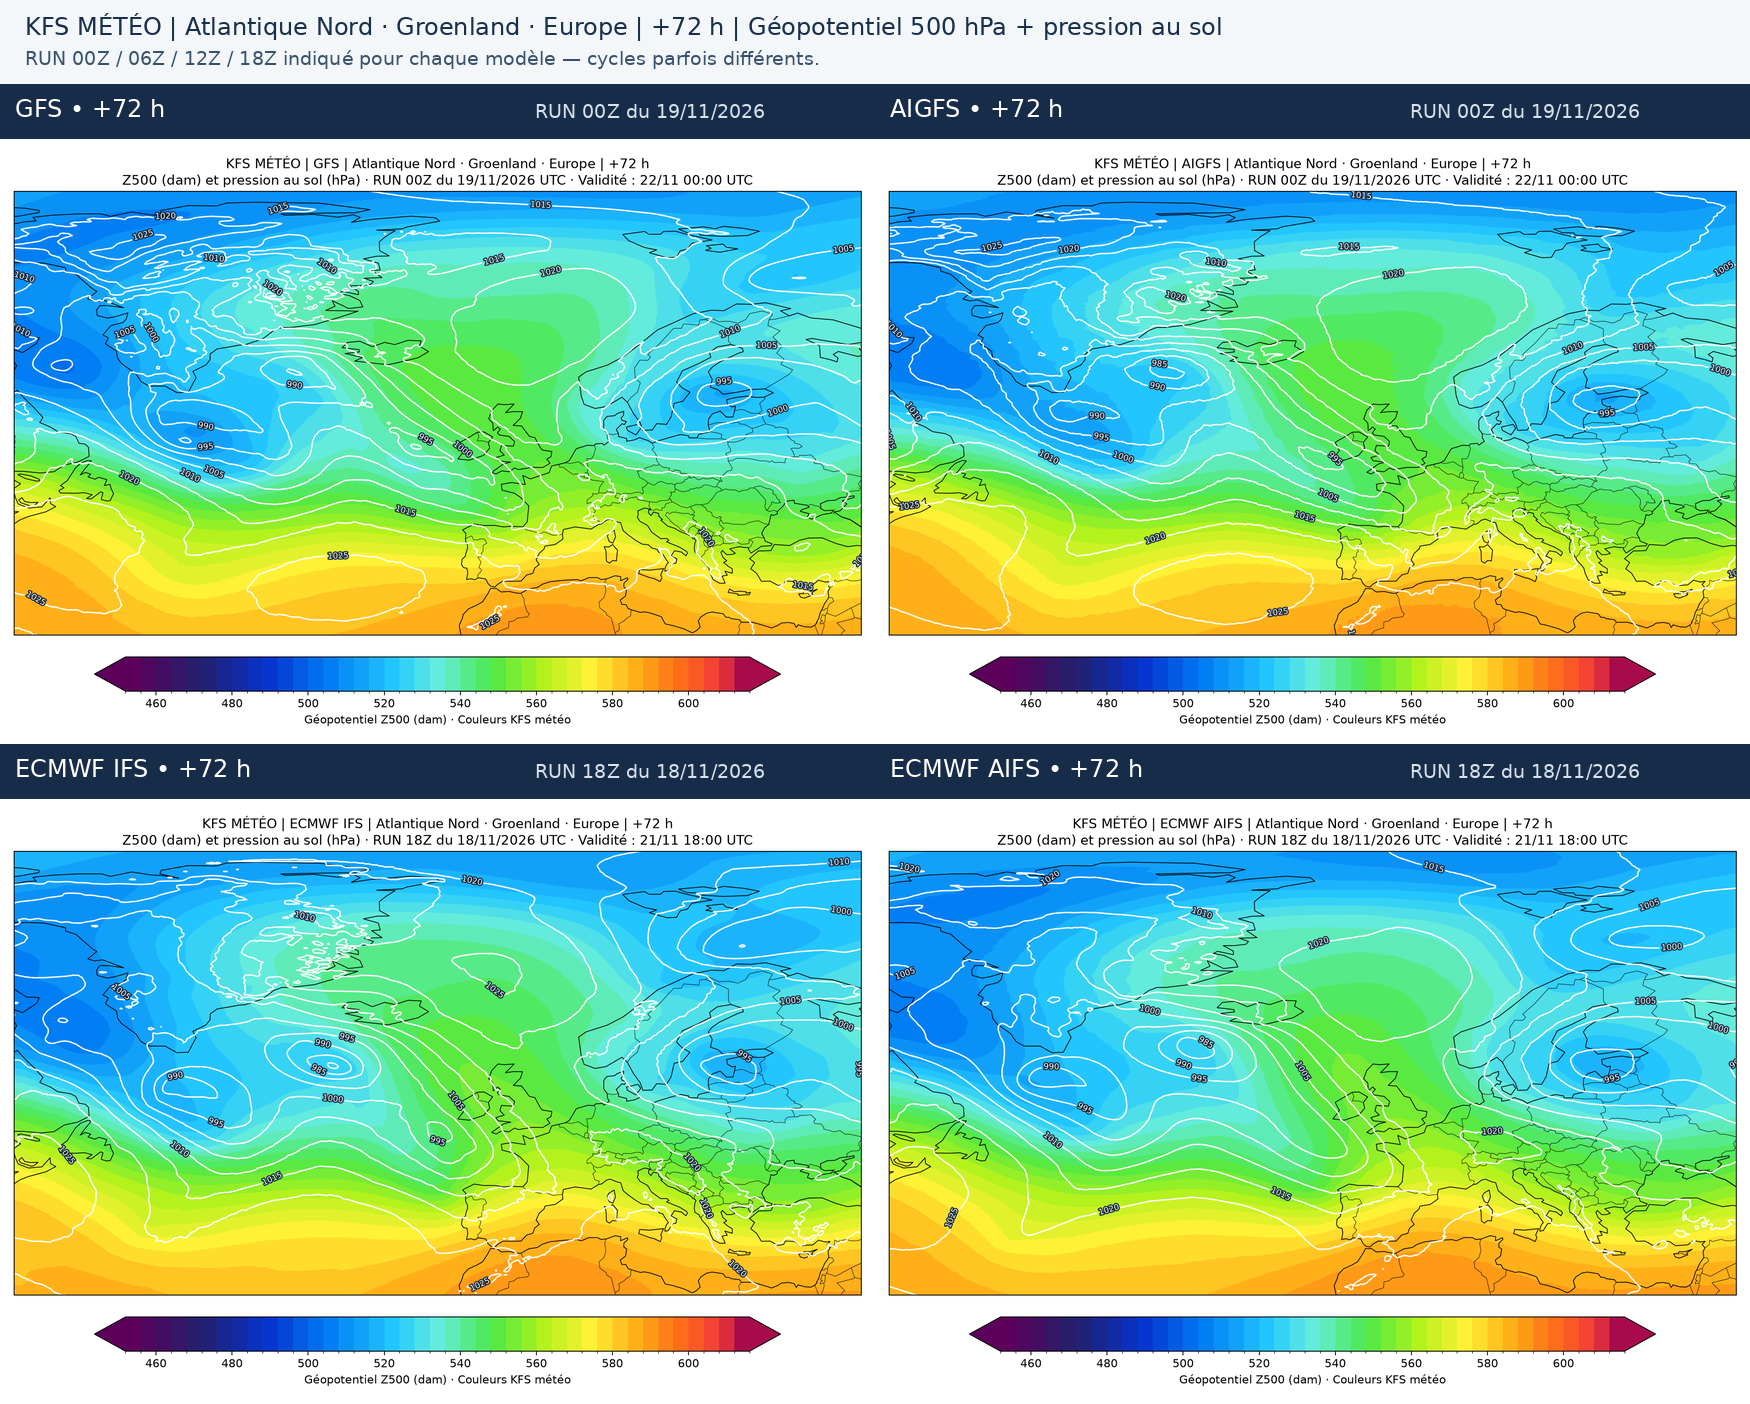 KFS MÉTÉO | Atlantique Nord · Groenland · Europe | +72 h | Géopotentiel 500 hPa + pression au sol
RUN 00Z / 06Z / 12Z / 18Z indiqué pour chaque modèle — cycles parfois différents.
GFS • +72 h
RUN 00Z du 19/11/2026
AIGFS • +72 h
RUN 00Z du 19/11/2026
KFS MÉTÉO | GFS | Atlantique Nord · Groenland · Europe | +72 h
Z500 (dam) et pression au sol (hPa) · RUN 00Z du 19/11/2026 UTC · Validité : 22/11 00:00 UTC
KFS MÉTÉO | AIGFS | Atlantique Nord · Groenland · Europe | +72 h
Z500 (dam) et pression au sol (hPa) · RUN 00Z du 19/11/2026 UTC · Validité : 22/11 00:00 UTC
460 480 500 520 540 560 580 600
Géopotentiel Z500 (dam) · Couleurs KFS météo
460 480 500 520 540 560 580 600
Géopotentiel Z500 (dam) · Couleurs KFS météo
ECMWF IFS • +72 h
RUN 18Z du 18/11/2026
ECMWF AIFS • +72 h
RUN 18Z du 18/11/2026
KFS MÉTÉO | ECMWF IFS | Atlantique Nord · Groenland · Europe | +72 h
Z500 (dam) et pression au sol (hPa) · RUN 18Z du 18/11/2026 UTC · Validité : 21/11 18:00 UTC
KFS MÉTÉO | ECMWF AIFS | Atlantique Nord · Groenland · Europe | +72 h
Z500 (dam) et pression au sol (hPa) · RUN 18Z du 18/11/2026 UTC · Validité : 21/11 18:00 UTC
460 480 500 520 540 560 580 600
Géopotentiel Z500 (dam) · Couleurs KFS météo
460 480 500 520 540 560 580 600
Géopotentiel Z500 (dam) · Couleurs KFS météo